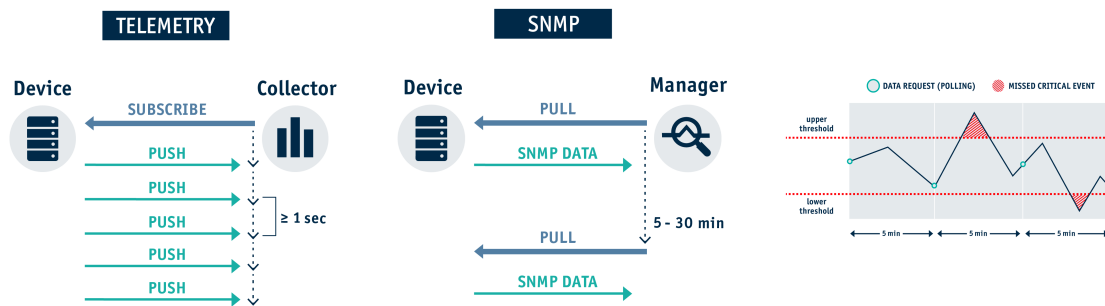 TELEMETRY
Device
Collector
SUBSCRIBE
PUSH
PUSH
≥ 1 sec
PUSH
PUSH
PUSH
SNMP
Device
Manager
PULL
SNMP DATA
5 - 30 min
PULL
SNMP DATA
DATA REQUEST (POLLING)
MISSED CRITICAL EVENT
upper
threshold
lower
threshold
5 min
5 min
5 min